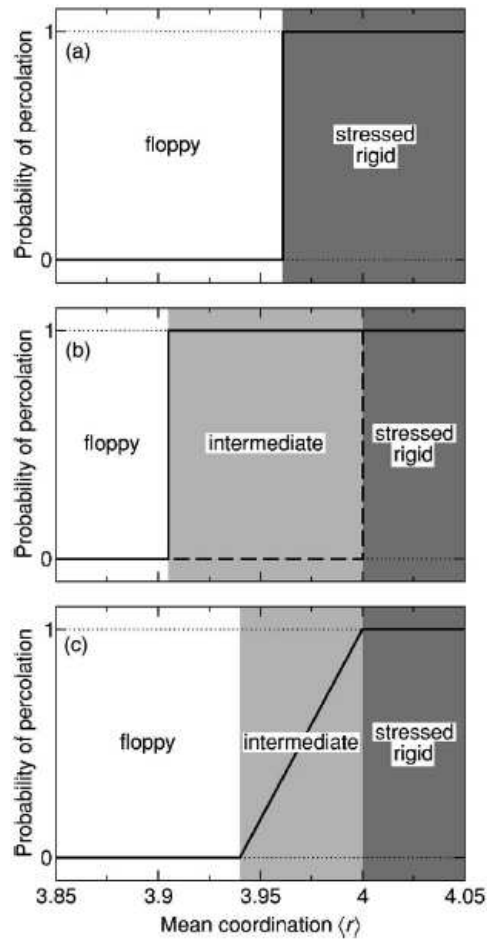 Probability of percolation
1
0
(a)
floppy
stressed
rigid
Probability of percolation
1
0
(b)
floppy
intermediate
stressed
rigid
Probability of percolation
1
0
(c)
floppy
intermediate
stressed
rigid
3.85 3.9 3.95 4 4.05
Mean coordination ⟨r⟩